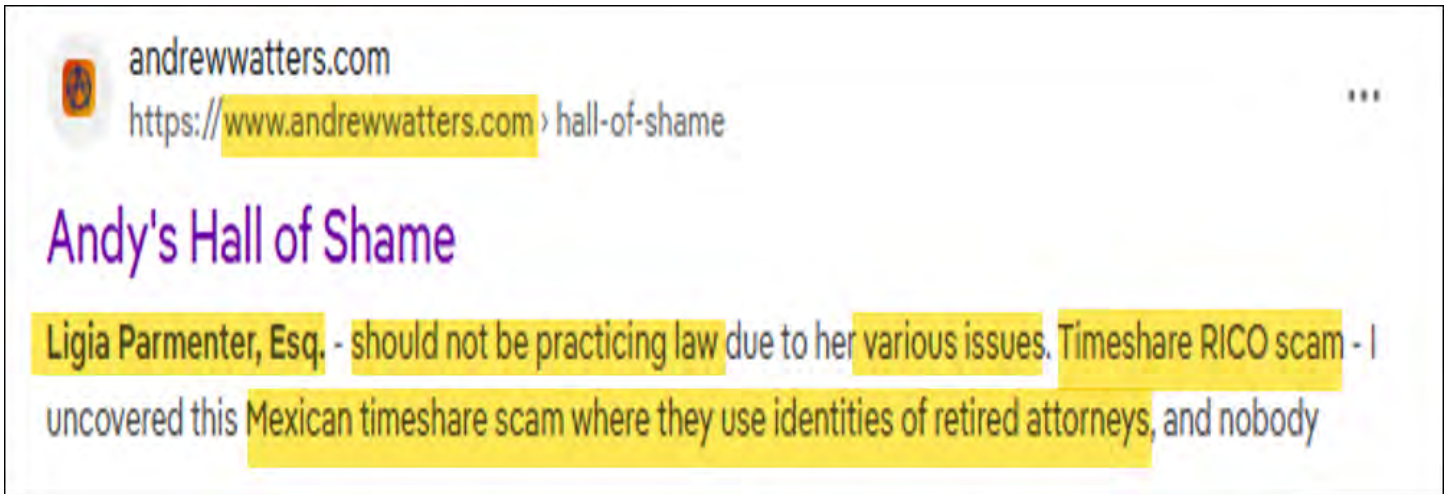 andrewwatters.com
https://www.andrewwatters.com › hall-of-shame
...
Andy's Hall of Shame
Ligia Parmenter, Esq. - should not be practicing law due to her various issues. Timeshare RICO scam - I
uncovered this Mexican timeshare scam where they use identities of retired attorneys, and nobody